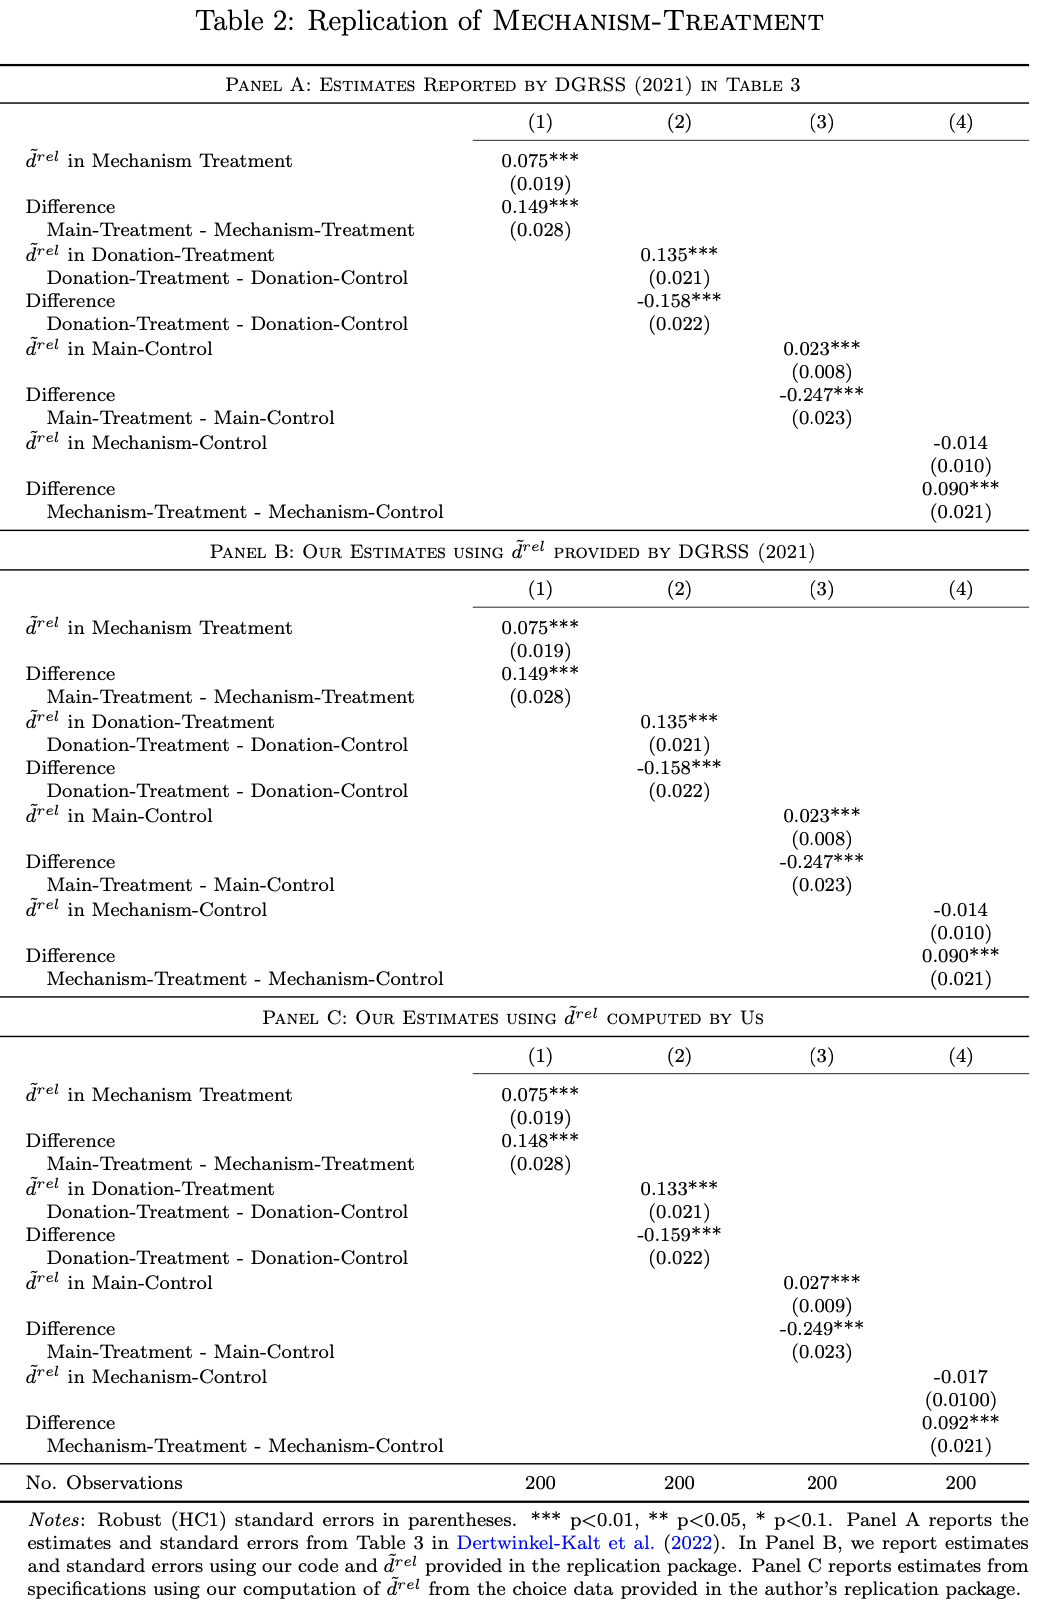 Table 2: Replication of Mechanism-Treatment
Panel A: Estimates Reported by DGRSS (2021) in Table 3
(1) (2) (3) (4)
d̃ʳᵉˡ in Mechanism Treatment 0.075***
(0.019)
Difference 0.149***
Main-Treatment - Mechanism-Treatment (0.028)
d̃ʳᵉˡ in Donation-Treatment 0.135***
Donation-Treatment - Donation-Control (0.021)
Difference -0.158***
Donation-Treatment - Donation-Control (0.022)
d̃ʳᵉˡ in Main-Control 0.023***
(0.008)
Difference -0.247***
Main-Treatment - Main-Control (0.023)
d̃ʳᵉˡ in Mechanism-Control -0.014
(0.010)
Difference 0.090***
Mechanism-Treatment - Mechanism-Control (0.021)
Panel B: Our Estimates using d̃ʳᵉˡ provided by DGRSS (2021)
(1) (2) (3) (4)
d̃ʳᵉˡ in Mechanism Treatment 0.075***
(0.019)
Difference 0.149***
Main-Treatment - Mechanism-Treatment (0.028)
d̃ʳᵉˡ in Donation-Treatment 0.135***
Donation-Treatment - Donation-Control (0.021)
Difference -0.158***
Donation-Treatment - Donation-Control (0.022)
d̃ʳᵉˡ in Main-Control 0.023***
(0.008)
Difference -0.247***
Main-Treatment - Main-Control (0.023)
d̃ʳᵉˡ in Mechanism-Control -0.014
(0.010)
Difference 0.090***
Mechanism-Treatment - Mechanism-Control (0.021)
Panel C: Our Estimates using d̃ʳᵉˡ computed by Us
(1) (2) (3) (4)
d̃ʳᵉˡ in Mechanism Treatment 0.075***
(0.019)
Difference 0.148***
Main-Treatment - Mechanism-Treatment (0.028)
d̃ʳᵉˡ in Donation-Treatment 0.133***
Donation-Treatment - Donation-Control (0.021)
Difference -0.159***
Donation-Treatment - Donation-Control (0.022)
d̃ʳᵉˡ in Main-Control 0.027***
(0.009)
Difference -0.249***
Main-Treatment - Main-Control (0.023)
d̃ʳᵉˡ in Mechanism-Control -0.017
(0.0100)
Difference 0.092***
Mechanism-Treatment - Mechanism-Control (0.021)
No. Observations 200 200 200 200
Notes: Robust (HC1) standard errors in parentheses. *** p<0.01, ** p<0.05, * p<0.1. Panel A reports the
estimates and standard errors from Table 3 in Dertwinkel-Kalt et al. (2022). In Panel B, we report estimates
and standard errors using our code and d̃ʳᵉˡ provided in the replication package. Panel C reports estimates from
specifications using our computation of d̃ʳᵉˡ from the choice data provided in the author's replication package.